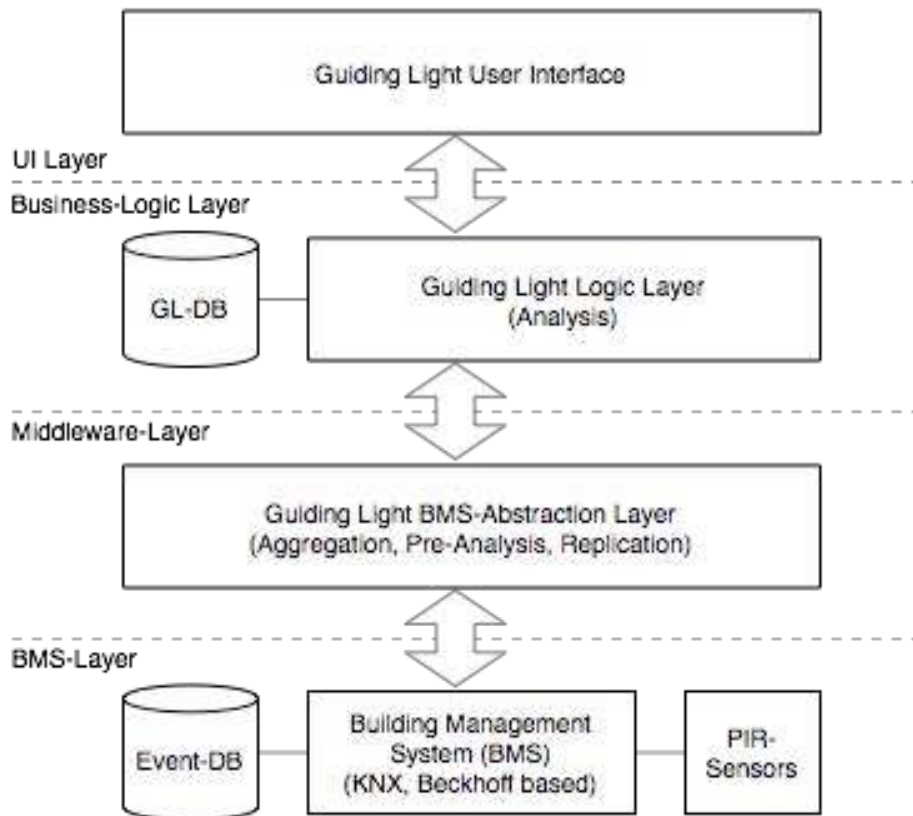 Guiding Light User Interface
UI Layer
Business-Logic Layer
GL-DB
Guiding Light Logic Layer
(Analysis)
Middleware-Layer
Guiding Light BMS-Abstraction Layer
(Aggregation, Pre-Analysis, Replication)
BMS-Layer
Event-DB
Building Management
System (BMS)
(KNX, Beckhoff based)
PIR-
Sensors